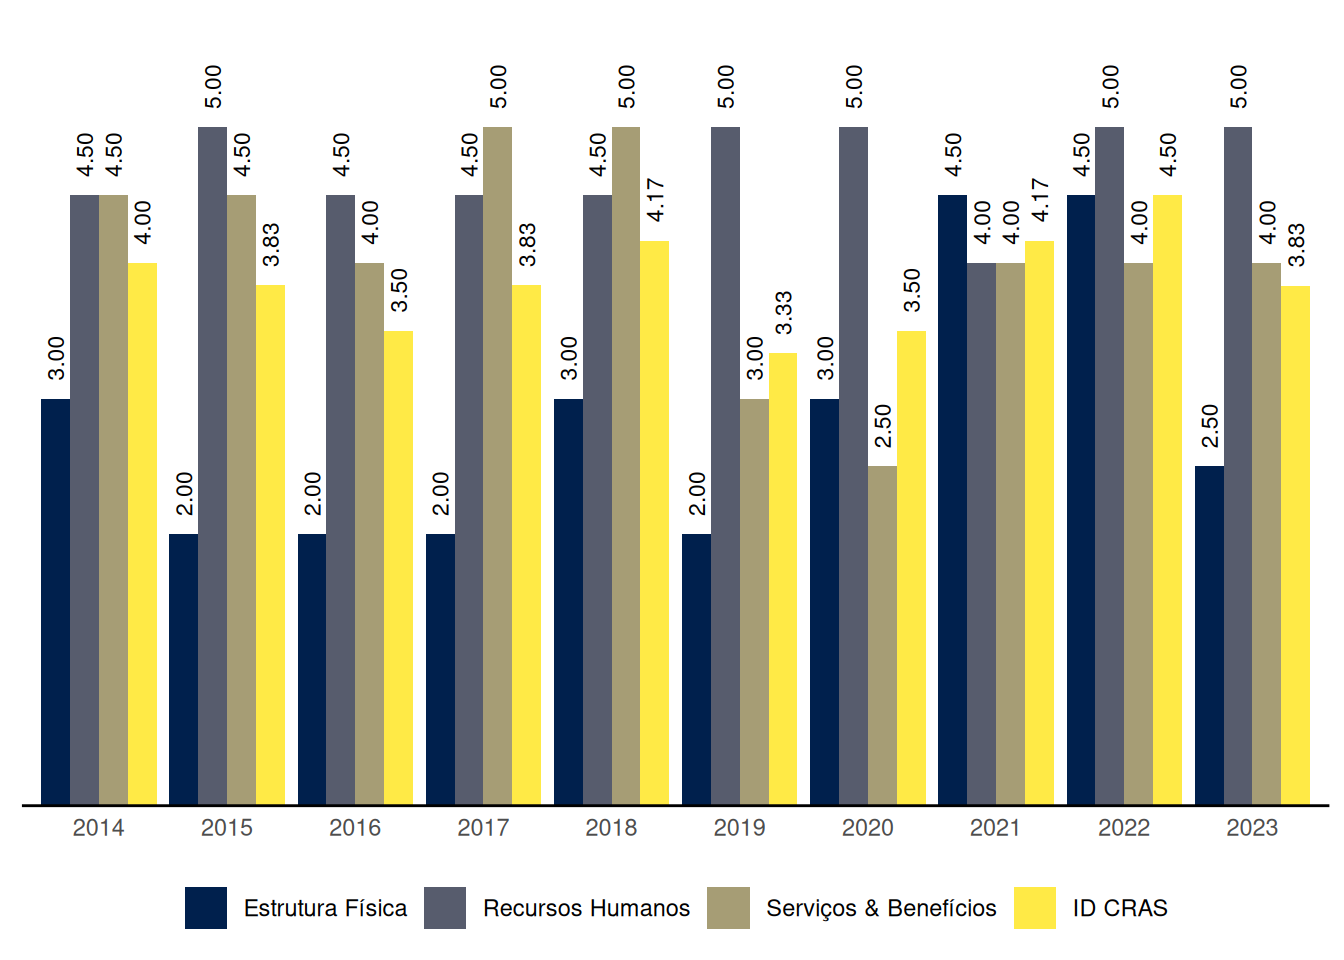 3.00 4.50 4.50 4.00
2.00 5.00 4.50 3.83
2.00 4.50 4.00 3.50
2.00 4.50 5.00 3.83
3.00 4.50 5.00 4.17
2.00 5.00 3.00 3.33
3.00 5.00 2.50 3.50
4.50 4.00 4.00 4.17
4.50 5.00 4.00 4.50
2.50 5.00 4.00 3.83
2014 2015 2016 2017 2018 2019 2020 2021 2022 2023
Estrutura Física Recursos Humanos Serviços & Benefícios ID CRAS